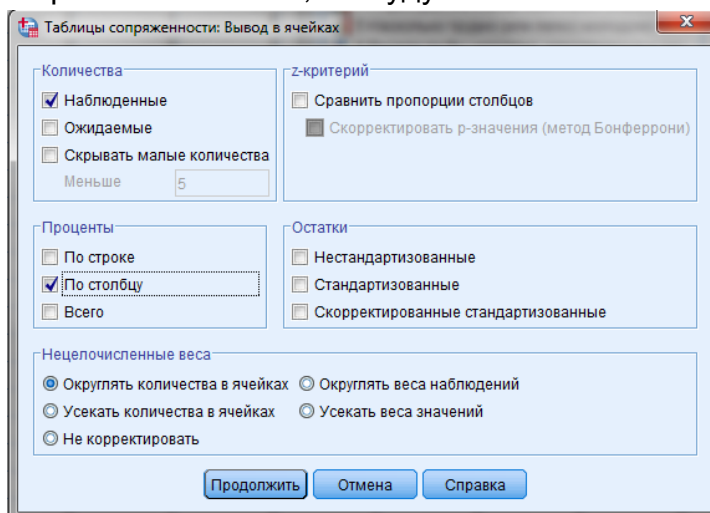 Таблицы сопряженности: Вывод в ячейках
Количества
Наблюденные
Ожидаемые
Скрывать малые количества
Меньше 5
z-критерий
Сравнить пропорции столбцов
Скорректировать p-значения (метод Бонферрони)
Проценты
По строке
По столбцу
Всего
Остатки
Нестандартизованные
Стандартизованные
Скорректированные стандартизованные
Нецелочисленные веса
Округлять количества в ячейках Округлять веса наблюдений
Усекать количества в ячейках Усекать веса значений
Не корректировать
Продолжить Отмена Справка